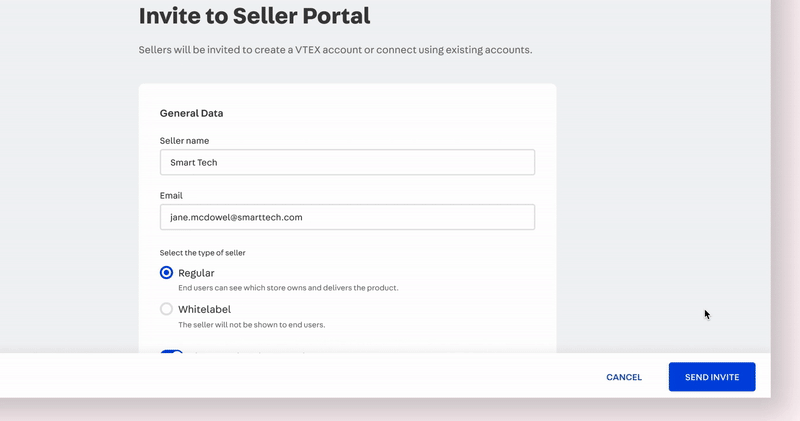 Invite to Seller Portal
Sellers will be invited to create a VTEX account or connect using existing accounts.
General Data
Seller name
Smart Tech
Email
jane.mcdowel@smarttech.com
Select the type of seller
Regular
End users can see which store owns and delivers the product.
Whitelabel
The seller will not be shown to end users.
CANCEL
SEND INVITE